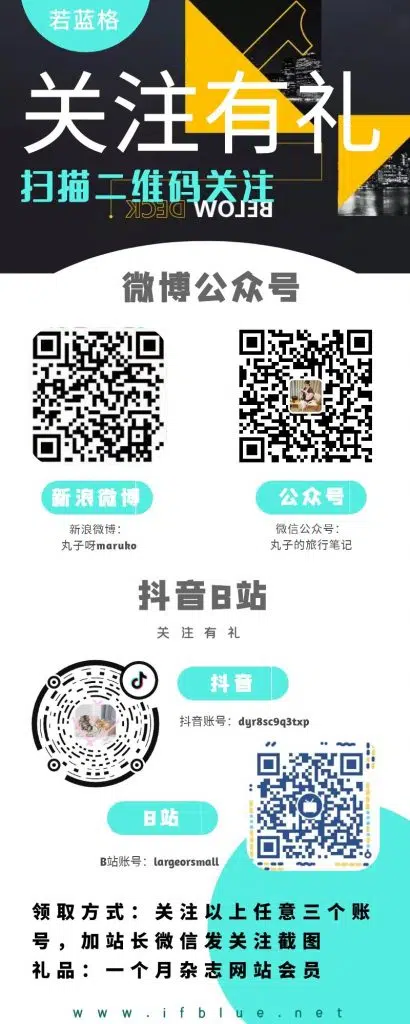 若蓝格
关注有礼
扫描二维码关注
BELOW DECK
微博公众号
新浪微博
公众号
新浪微博：
丸子呀maruko
微信公众号：
丸子的旅行笔记
抖音B站
关注有礼
抖音
抖音账号：dyr8sc9q3txp
B站
B站账号：largeorsmall
领取方式：关注以上任意三个账
号，加站长微信发关注截图
礼品：一个月杂志网站会员
www.ifblue.net